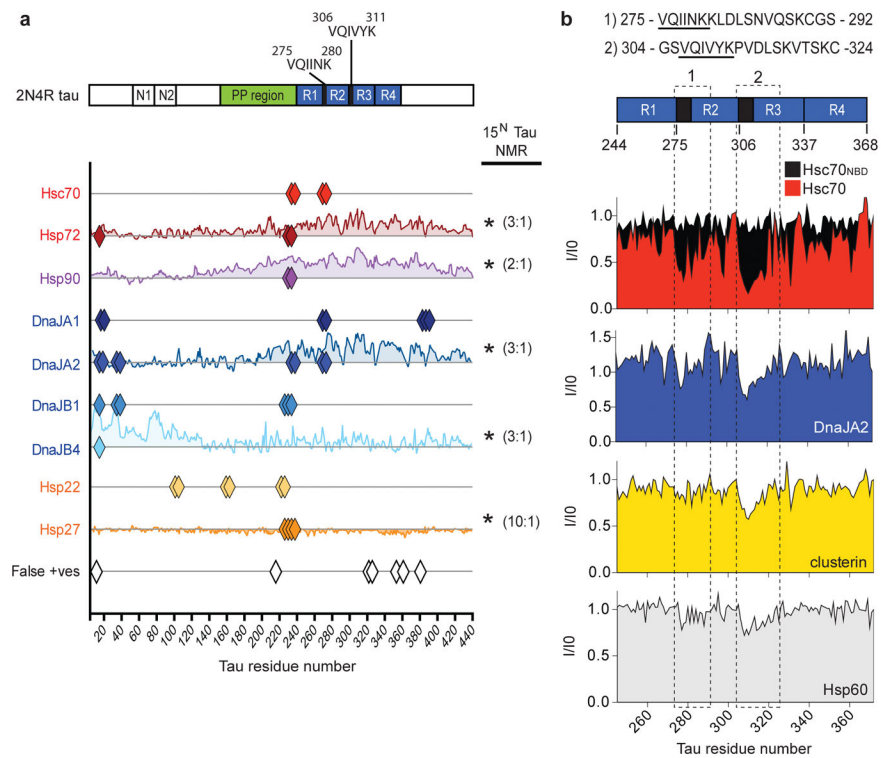 a
306 311
VQIVYK
275 280
VQIINK
2N4R tau N1 N2 PP region R1 R2 R3 R4
15N Tau
NMR
Hsc70
Hsp72 * (3:1)
Hsp90 * (2:1)
DnaJA1
DnaJA2 * (3:1)
DnaJB1
DnaJB4 * (3:1)
Hsp22
Hsp27 * (10:1)
False +ves
20 40 60 80 100 120 140 160 180 200 220 240 260 280 300 320 340 360 380 400 420 440
Tau residue number
b
1) 275 - VQIINKKLDLSNVQSKCGS - 292
2) 304 - GSVQIVYKPVDLSKVTSKC -324
1 2
R1 R2 R3 R4
244 275 306 337 368
Hsc70NBD
Hsc70
I/I0
1.0
0.5
0.0
I/I0
1.5
1.0
0.5
0.0
DnaJA2
I/I0
1.0
0.5
0.0
clusterin
I/I0
1.0
0.5
0.0
Hsp60
260 280 300 320 340 360
Tau residue number